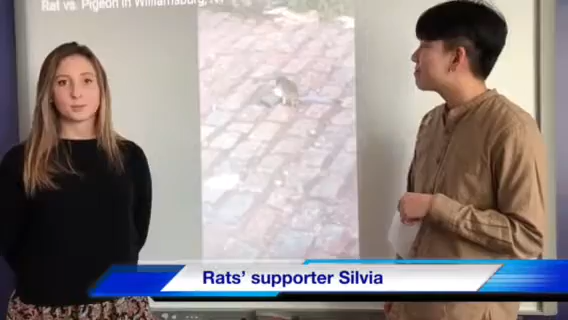 Rat vs. Pigeon in Williamsburg, NY
Rats’ supporter Silvia